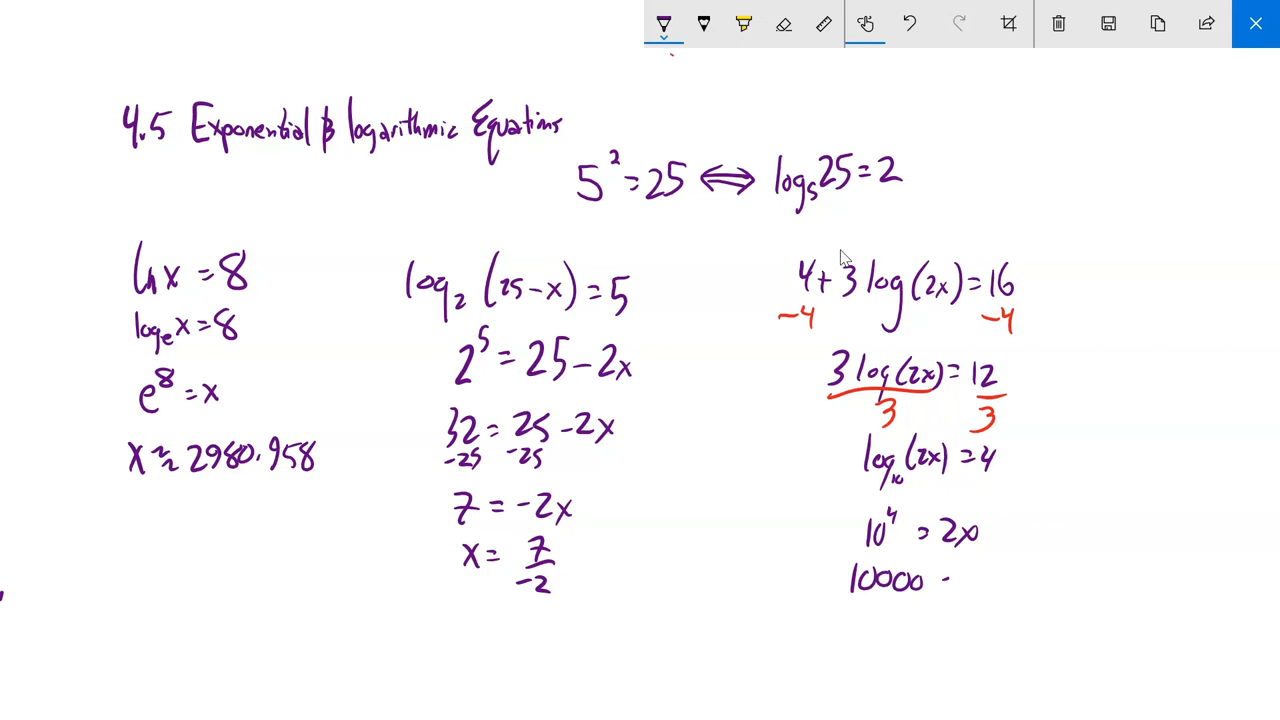 4.5 Exponential & logarithmic Equations
5² = 25 ⟺ log₅25 = 2
ln x = 8
logₑ x = 8
e⁸ = x
x ≈ 2980.958
log₂ (25 - x) = 5
2⁵ = 25 - 2x
32 = 25 - 2x
-25 -25
7 = -2x
x = 7/-2
4 + 3 log (2x) = 16
-4 -4
3 log (2x) = 12
3 3
log₁₀ (2x) = 4
10⁴ = 2x
10000 -